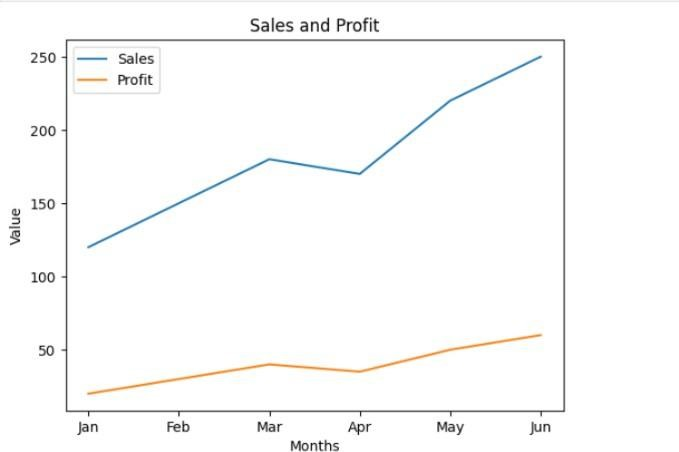 Sales and Profit
Sales
Profit
250
200
150
100
50
Value
Jan Feb Mar Apr May Jun
Months